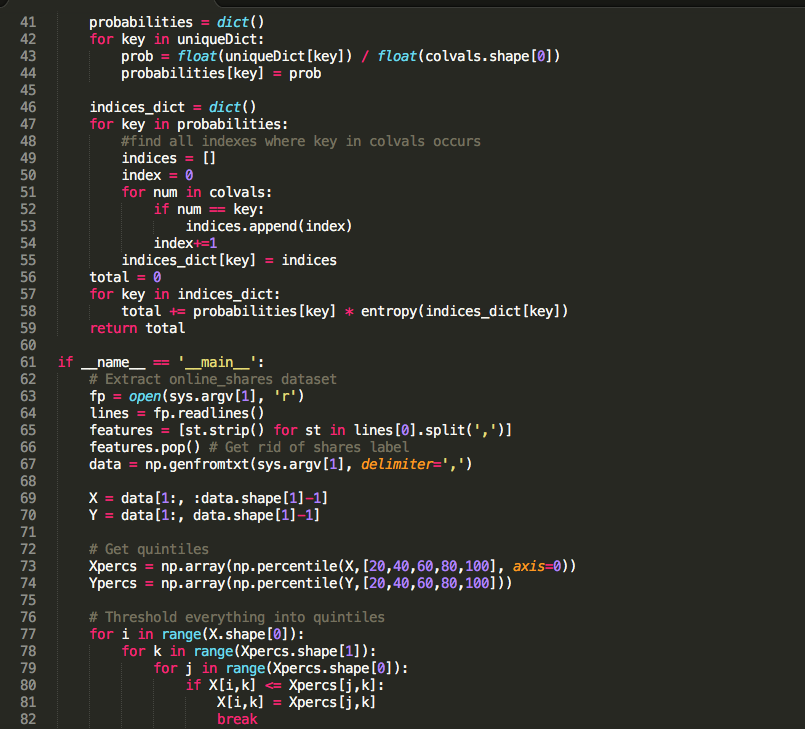 41 probabilities = dict()
42 for key in uniqueDict:
43 prob = float(uniqueDict[key]) / float(colvals.shape[0])
44 probabilities[key] = prob
45
46 indices_dict = dict()
47 for key in probabilities:
48 #find all indexes where key in colvals occurs
49 indices = []
50 index = 0
51 for num in colvals:
52 if num == key:
53 indices.append(index)
54 index+=1
55 indices_dict[key] = indices
56 total = 0
57 for key in indices_dict:
58 total += probabilities[key] * entropy(indices_dict[key])
59 return total
60
61 if __name__ == '__main__':
62 # Extract online_shares dataset
63 fp = open(sys.argv[1], 'r')
64 lines = fp.readlines()
65 features = [st.strip() for st in lines[0].split(',')]
66 features.pop() # Get rid of shares label
67 data = np.genfromtxt(sys.argv[1], delimiter=',')
68
69 X = data[1:, :data.shape[1]-1]
70 Y = data[1:, data.shape[1]-1]
71
72 # Get quintiles
73 Xpercs = np.array(np.percentile(X,[20,40,60,80,100], axis=0))
74 Ypercs = np.array(np.percentile(Y,[20,40,60,80,100]))
75
76 # Threshold everything into quintiles
77 for i in range(X.shape[0]):
78 for k in range(Xpercs.shape[1]):
79 for j in range(Xpercs.shape[0]):
80 if X[i,k] <= Xpercs[j,k]:
81 X[i,k] = Xpercs[j,k]
82 break